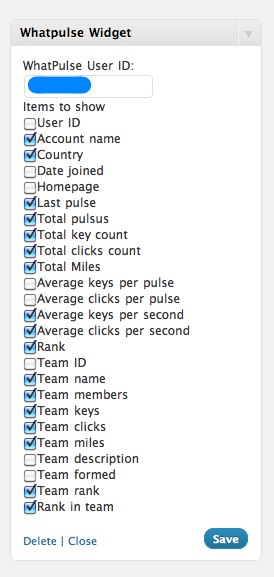 Whatpulse Widget
WhatPulse User ID:
Items to show
User ID
Account name
Country
Date joined
Homepage
Last pulse
Total pulsus
Total key count
Total clicks count
Total Miles
Average keys per pulse
Average clicks per pulse
Average keys per second
Average clicks per second
Rank
Team ID
Team name
Team members
Team keys
Team clicks
Team miles
Team description
Team formed
Team rank
Rank in team
Delete | Close
Save